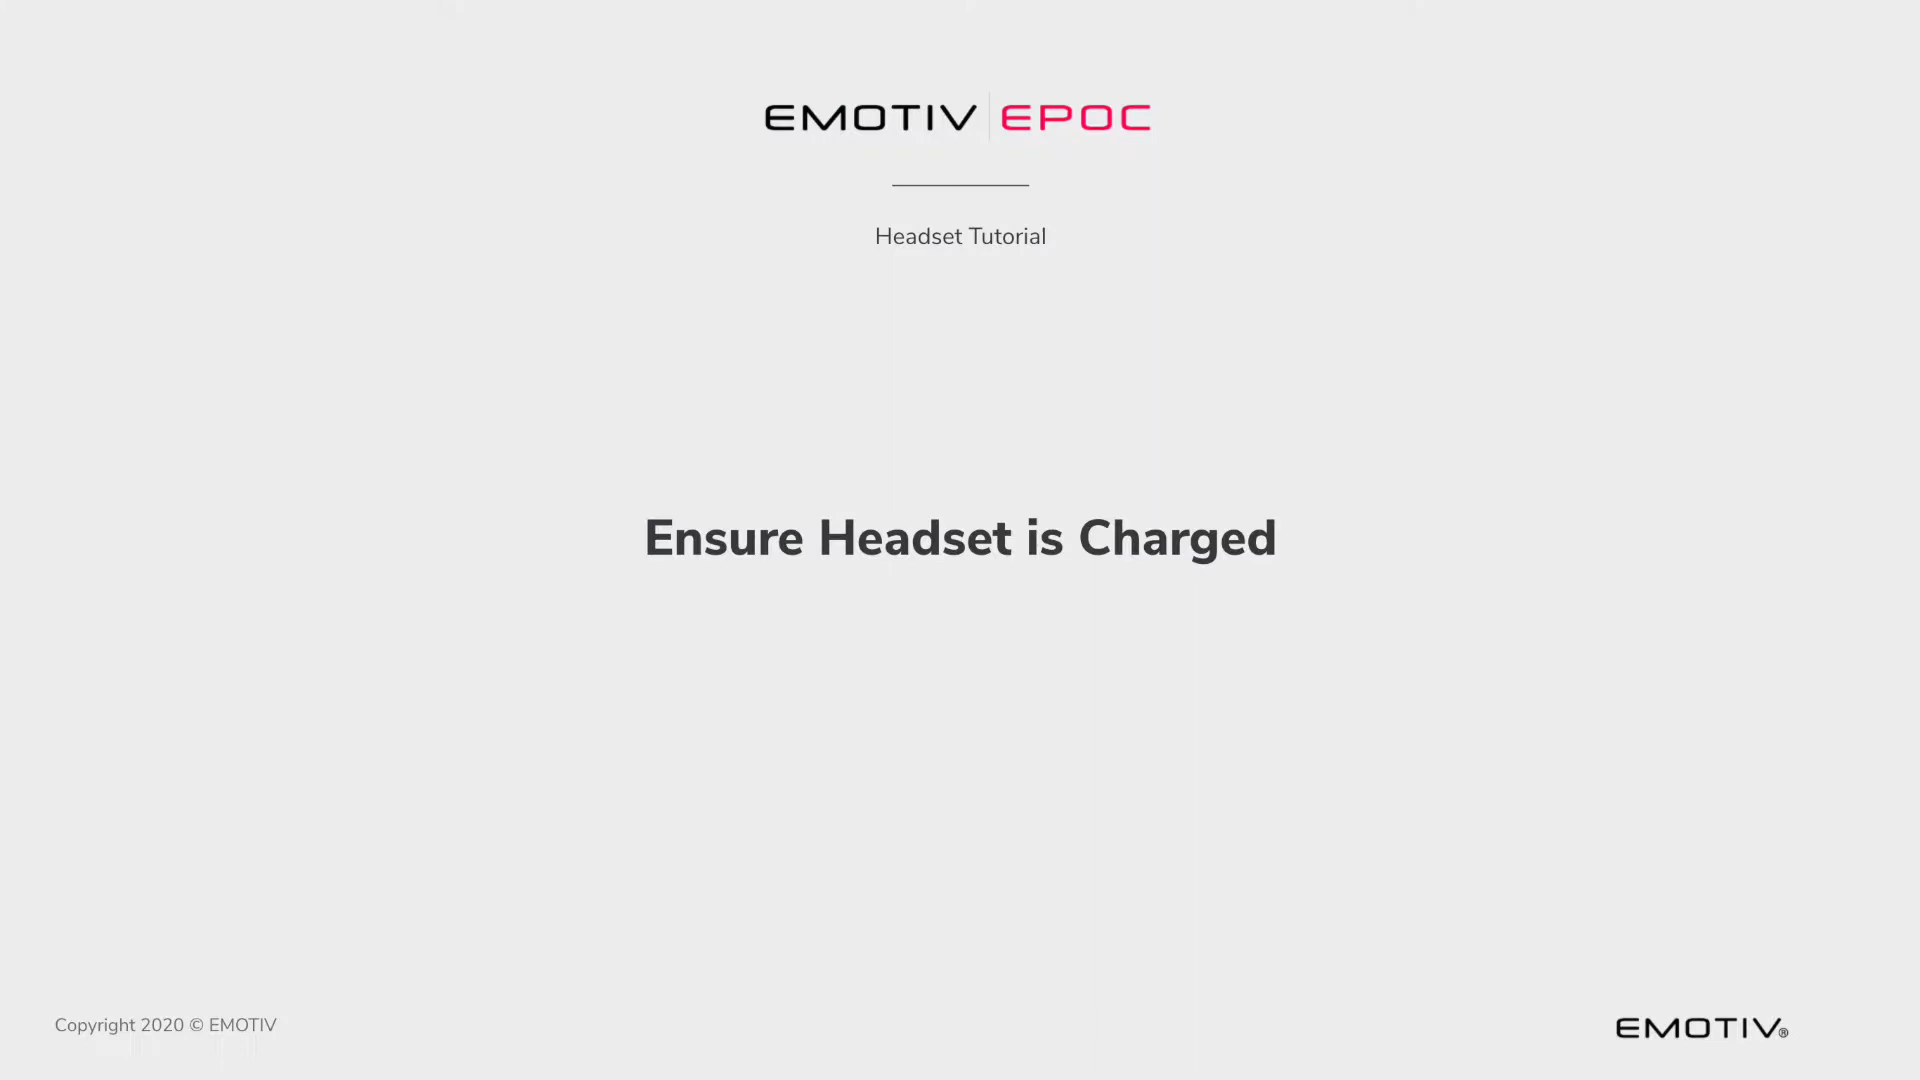 EMOTIV EPOC
Headset Tutorial
Ensure Headset is Charged
Copyright 2020 © EMOTIV
EMOTIV®